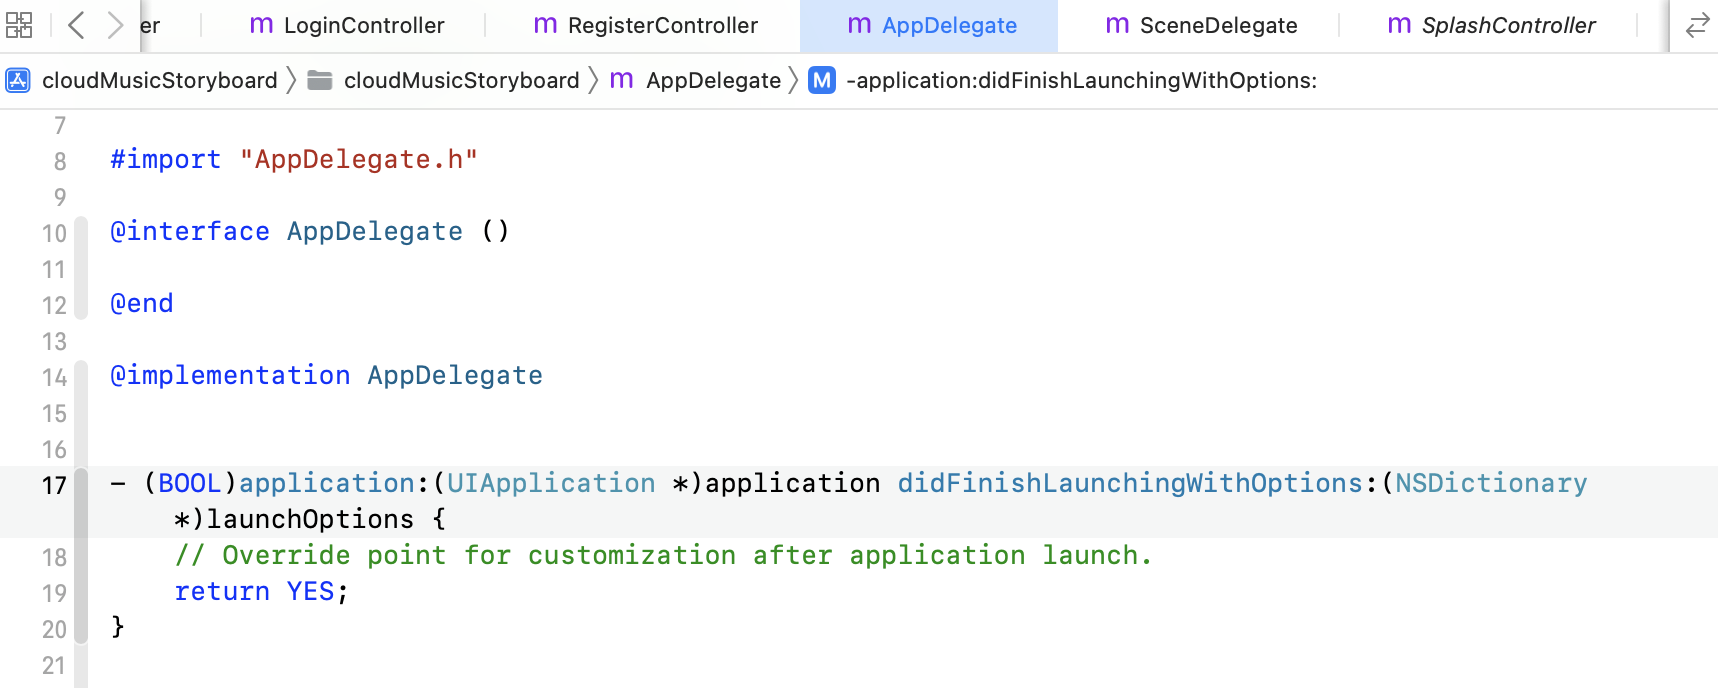 er m LoginController m RegisterController m AppDelegate m SceneDelegate m SplashController
cloudMusicStoryboard cloudMusicStoryboard m AppDelegate M -application:didFinishLaunchingWithOptions:
7
8 #import "AppDelegate.h"
9
10 @interface AppDelegate ()
11
12 @end
13
14 @implementation AppDelegate
15
16
17 - (BOOL)application:(UIApplication *)application didFinishLaunchingWithOptions:(NSDictionary
*)launchOptions {
18 // Override point for customization after application launch.
19 return YES;
20 }
21